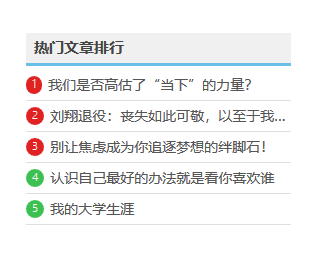 热门文章排行
1 我们是否高估了“当下”的力量？
2 刘翔退役：丧失如此可敬，以至于我...
3 别让焦虑成为你追逐梦想的绊脚石！
4 认识自己最好的办法就是看你喜欢谁
5 我的大学生涯